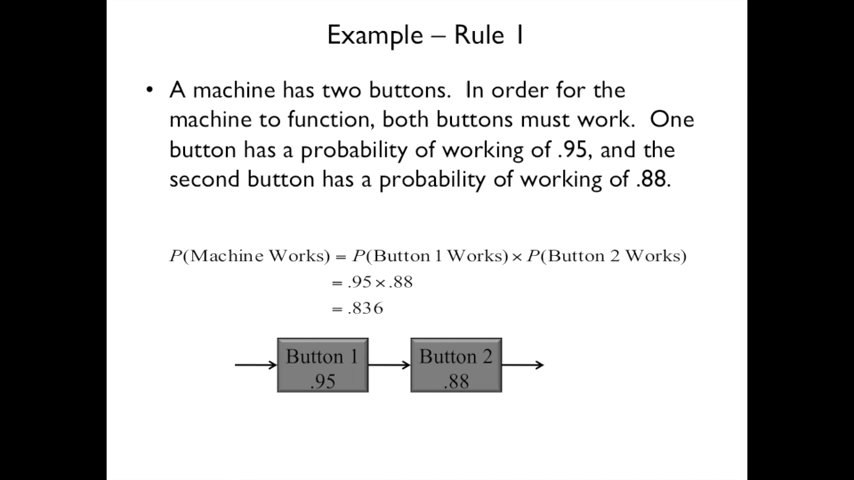 Example – Rule 1
• A machine has two buttons. In order for the
machine to function, both buttons must work. One
button has a probability of working of .95, and the
second button has a probability of working of .88.
P(Machine Works) = P(Button 1 Works) × P(Button 2 Works)
= .95 × .88
= .836
Button 1
.95
Button 2
.88